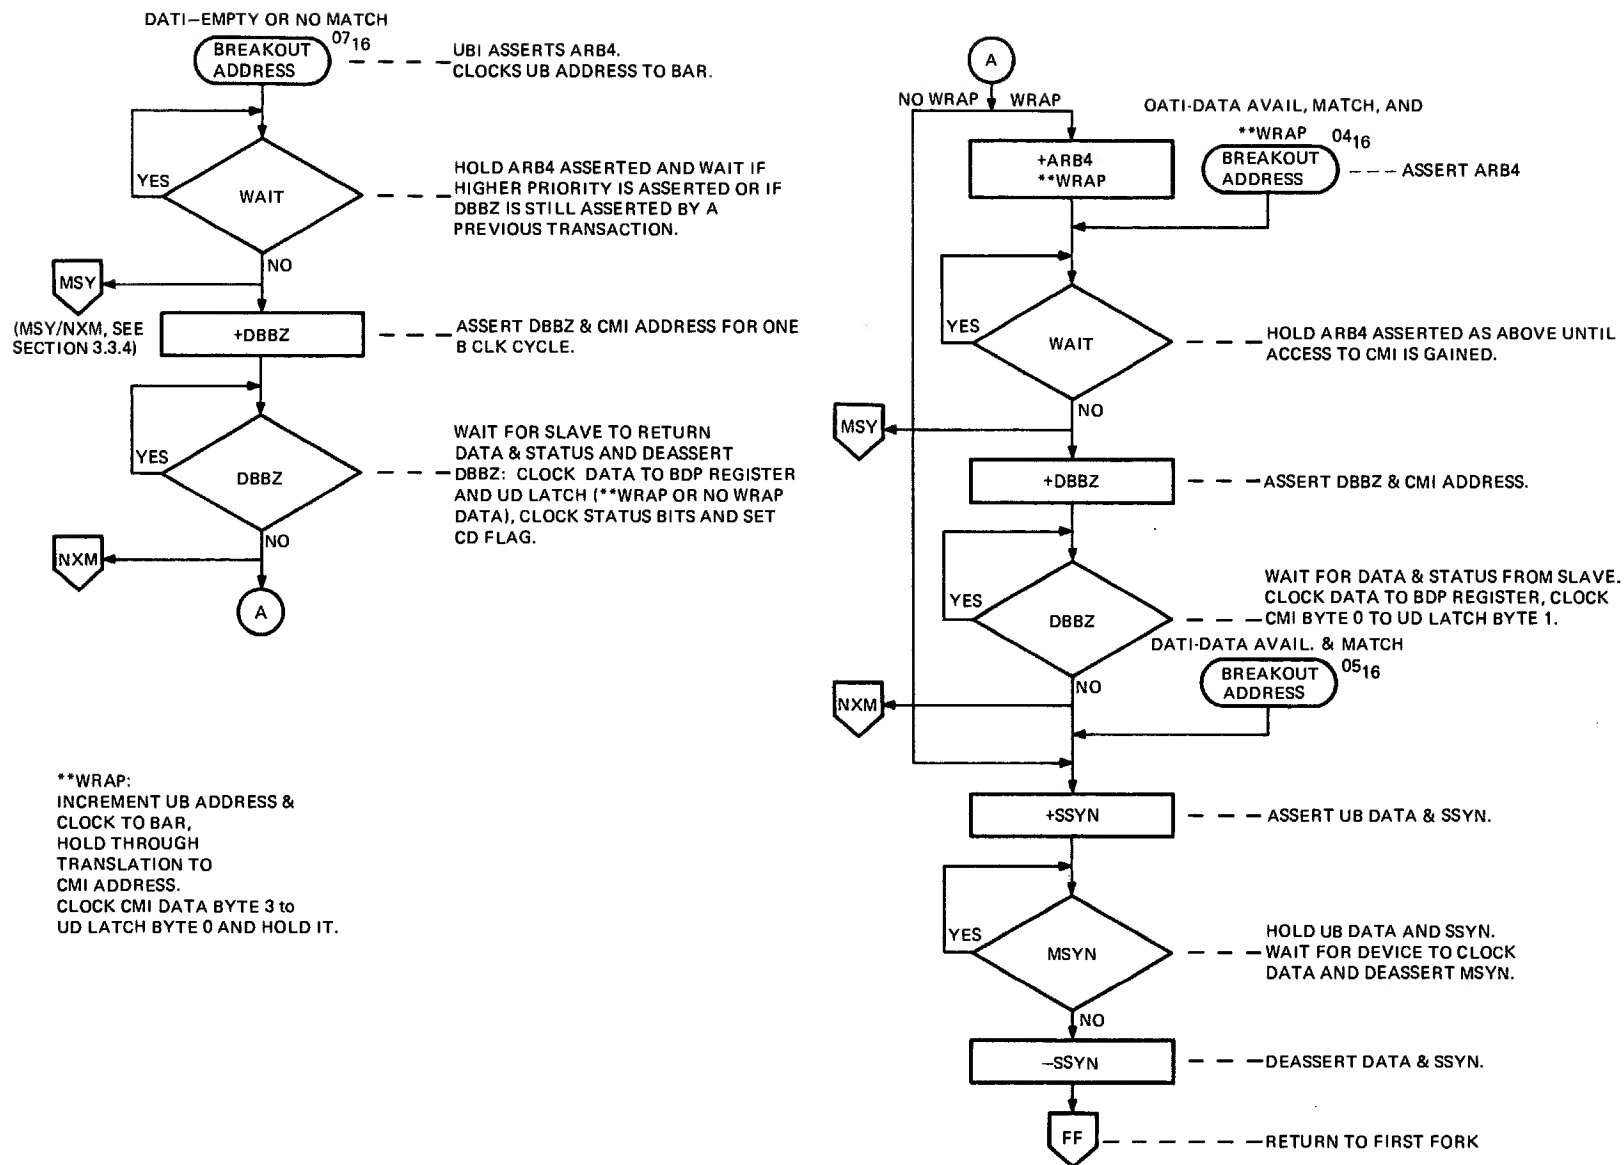 DATI–EMPTY OR NO MATCH
BREAKOUT ADDRESS 07₁₆
UBI ASSERTS ARB4.
CLOCKS UB ADDRESS TO BAR.
YES
WAIT
HOLD ARB4 ASSERTED AND WAIT IF
HIGHER PRIORITY IS ASSERTED OR IF
DBBZ IS STILL ASSERTED BY A
PREVIOUS TRANSACTION.
NO
MSY
(MSY/NXM, SEE
SECTION 3.3.4)
+DBBZ
ASSERT DBBZ & CMI ADDRESS FOR ONE
B CLK CYCLE.
YES
DBBZ
WAIT FOR SLAVE TO RETURN
DATA & STATUS AND DEASSERT
DBBZ: CLOCK DATA TO BDP REGISTER
AND UD LATCH (**WRAP OR NO WRAP
DATA), CLOCK STATUS BITS AND SET
CD FLAG.
NO
NXM
A
**WRAP:
INCREMENT UB ADDRESS &
CLOCK TO BAR,
HOLD THROUGH
TRANSLATION TO
CMI ADDRESS.
CLOCK CMI DATA BYTE 3 to
UD LATCH BYTE 0 AND HOLD IT.
A
NO WRAP
WRAP
OATI-DATA AVAIL, MATCH, AND
**WRAP
04₁₆
BREAKOUT
ADDRESS
ASSERT ARB4
+ARB4
**WRAP
YES
WAIT
HOLD ARB4 ASSERTED AS ABOVE UNTIL
ACCESS TO CMI IS GAINED.
NO
MSY
+DBBZ
ASSERT DBBZ & CMI ADDRESS.
YES
DBBZ
WAIT FOR DATA & STATUS FROM SLAVE.
CLOCK DATA TO BDP REGISTER, CLOCK
CMI BYTE 0 TO UD LATCH BYTE 1.
DATI-DATA AVAIL. & MATCH
BREAKOUT
ADDRESS
05₁₆
NO
NXM
+SSYN
ASSERT UB DATA & SSYN.
YES
MSYN
HOLD UB DATA AND SSYN.
WAIT FOR DEVICE TO CLOCK
DATA AND DEASSERT MSYN.
NO
–SSYN
DEASSERT DATA & SSYN.
FF
RETURN TO FIRST FORK